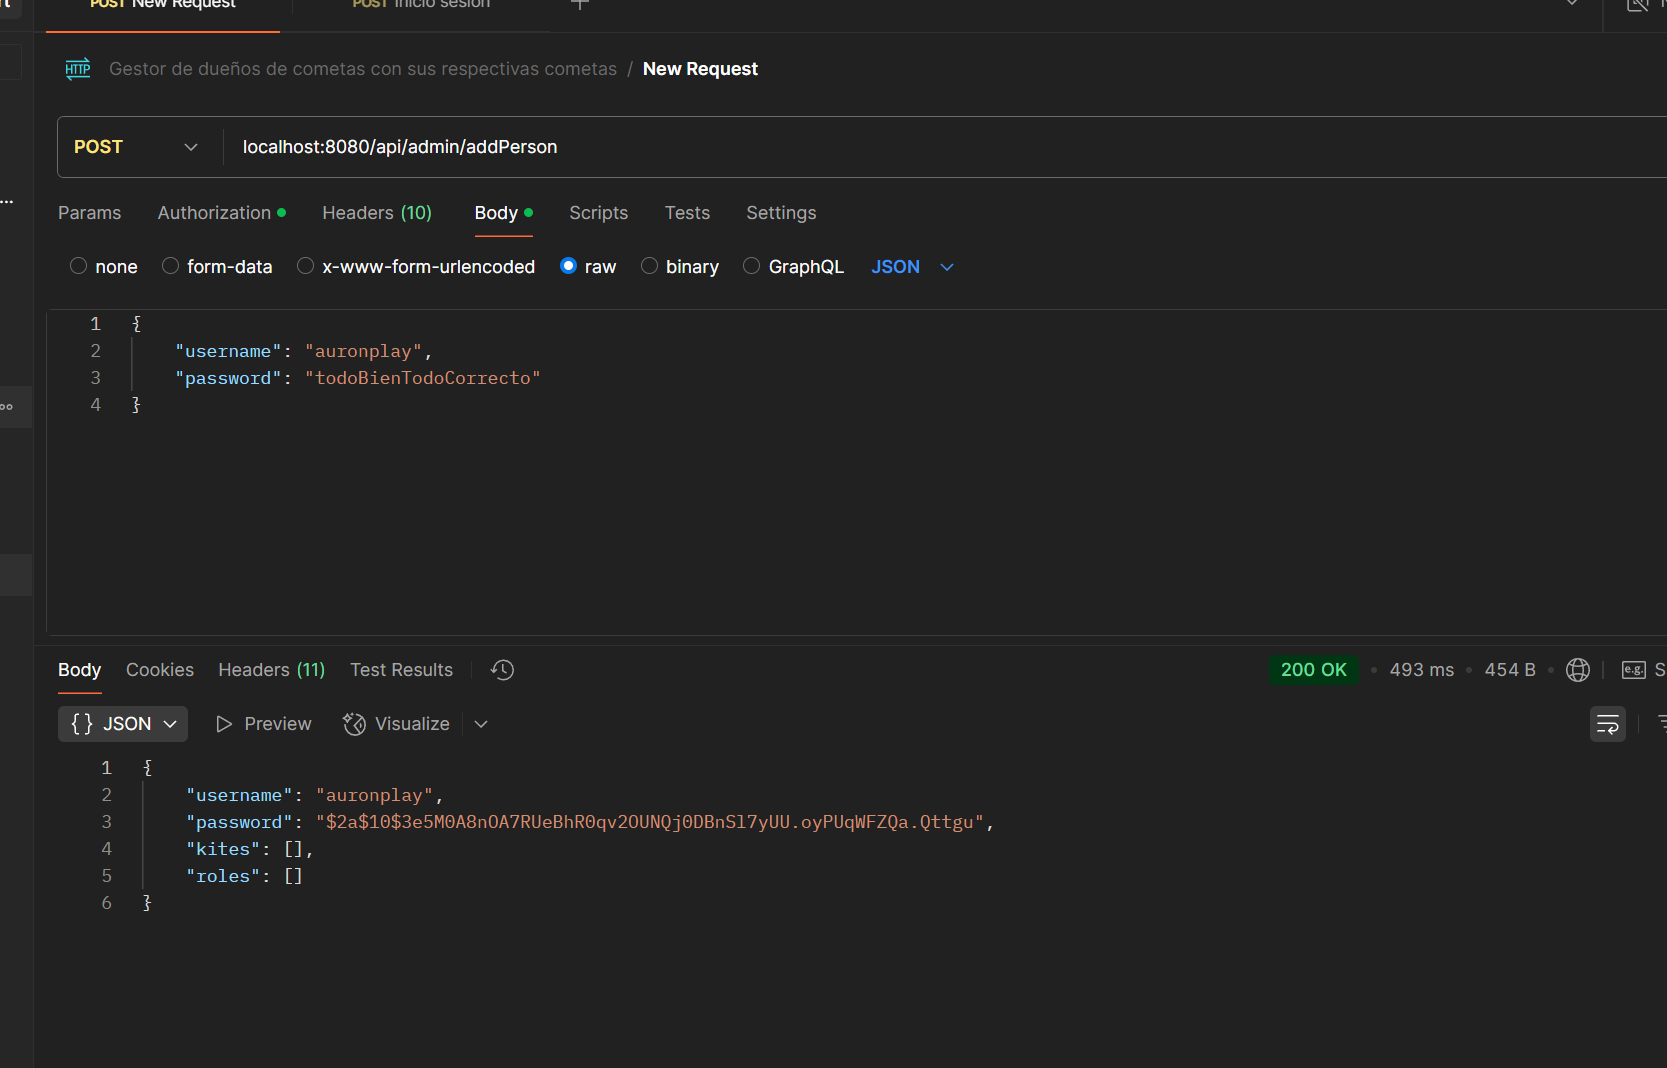 POST New Request
POST Inicio sesión
HTTP Gestor de dueños de cometas con sus respectivas cometas / New Request
POST localhost:8080/api/admin/addPerson
Params Authorization Headers (10) Body Scripts Tests Settings
none form-data x-www-form-urlencoded raw binary GraphQL JSON
1 {
2 "username": "auronplay",
3 "password": "todoBienTodoCorrecto"
4 }
Body Cookies Headers (11) Test Results 200 OK • 493 ms • 454 B • e.g. S
{} JSON Preview Visualize
1 {
2 "username": "auronplay",
3 "password": "$2a$10$3e5M0A8nOA7RUeBhR0qv2OUNQj0DBnSl7yUU.oyPUqWFZQa.Qttgu",
4 "kites": [],
5 "roles": []
6 }